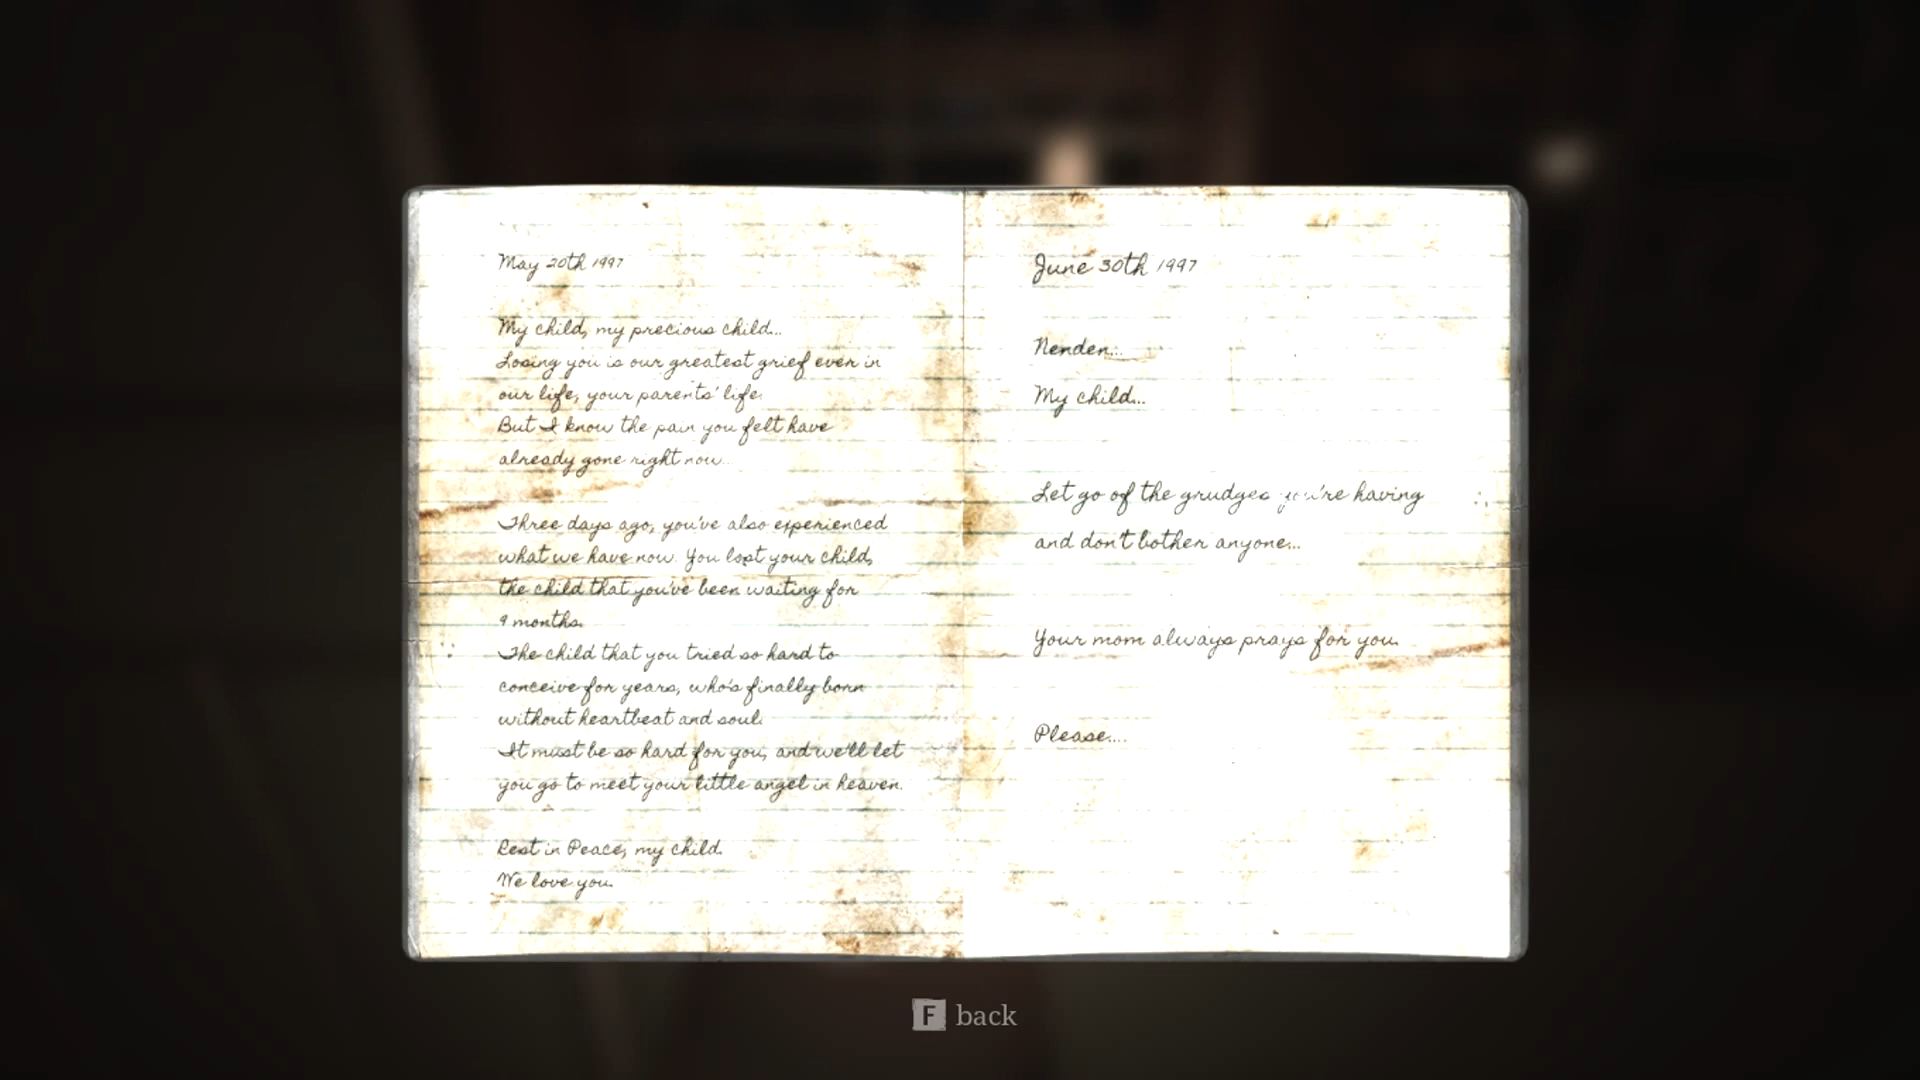 May 20th 1997
My child, my precious child...
Losing you is our greatest grief ever in
our life, your parents' life.
But I know the pain you felt have
already gone right now...
Three days ago, you've also experienced
what we have now. You lost your child,
the child that you've been waiting for
9 months.
The child that you tried so hard to
conceive for years, who's finally born
without heartbeat and soul.
It must be so hard for you, and we'll let
you go to meet your little angel in heaven.
Rest in Peace, my child.
We love you.
June 30th 1997
Nenden...
My child...
Let go of the grudges you're having
and don't bother anyone...
Your mom always prays for you.
Please....
F back